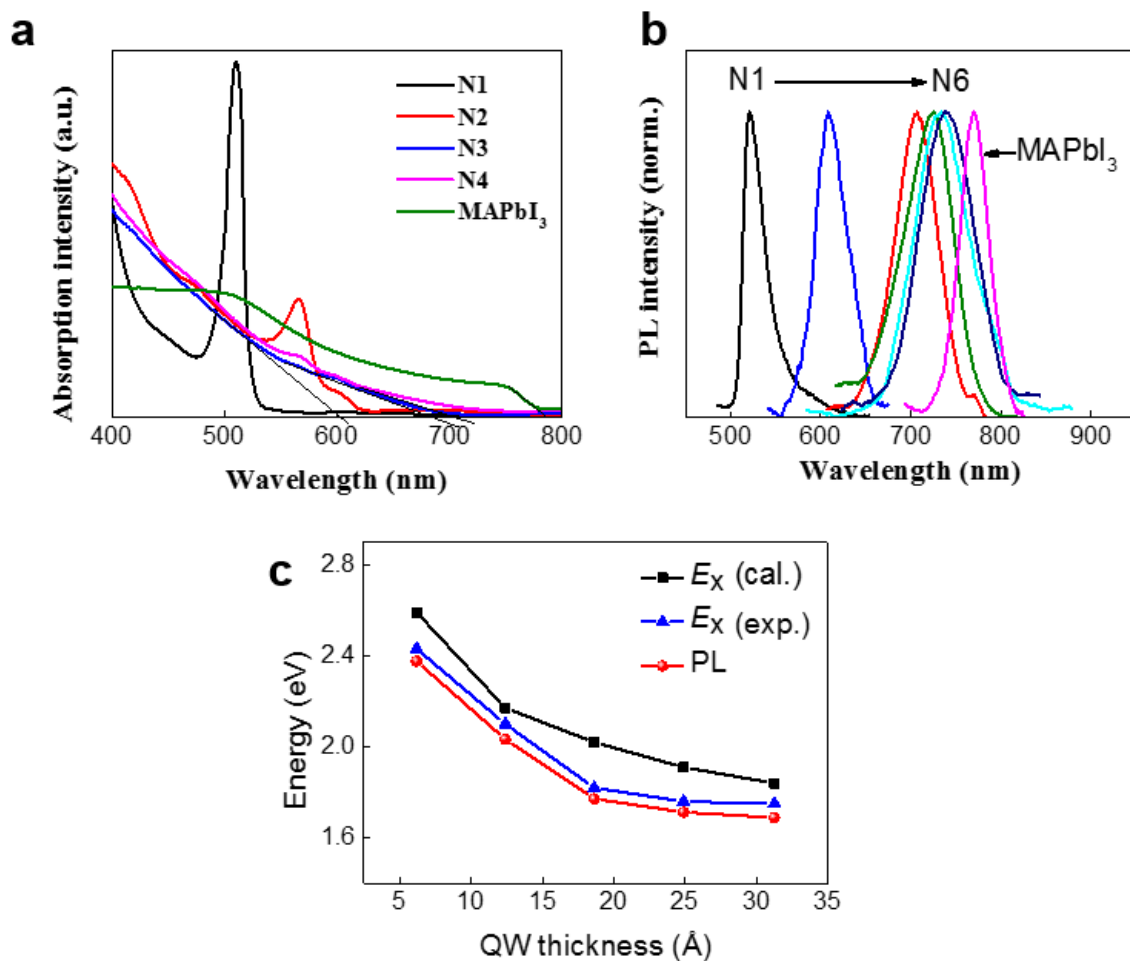 a
Absorption intensity (a.u.)
N1
N2
N3
N4
MAPbI3
400 500 600 700 800
Wavelength (nm)
b
PL intensity (norm.)
N1 N6
MAPbI3
500 600 700 800 900
Wavelength (nm)
c
Energy (eV)
2.8
2.4
2.0
1.6
EX (cal.)
EX (exp.)
PL
5 10 15 20 25 30 35
QW thickness (Å)